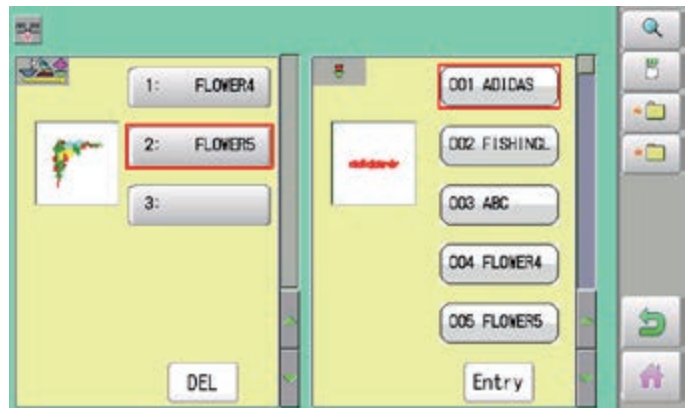 1: FLOWER4
2: FLOWER5
3:
DEL
001 ADIDAS
002 FISHINGL
003 ABC
004 FLOWER4
005 FLOWER5
Entry